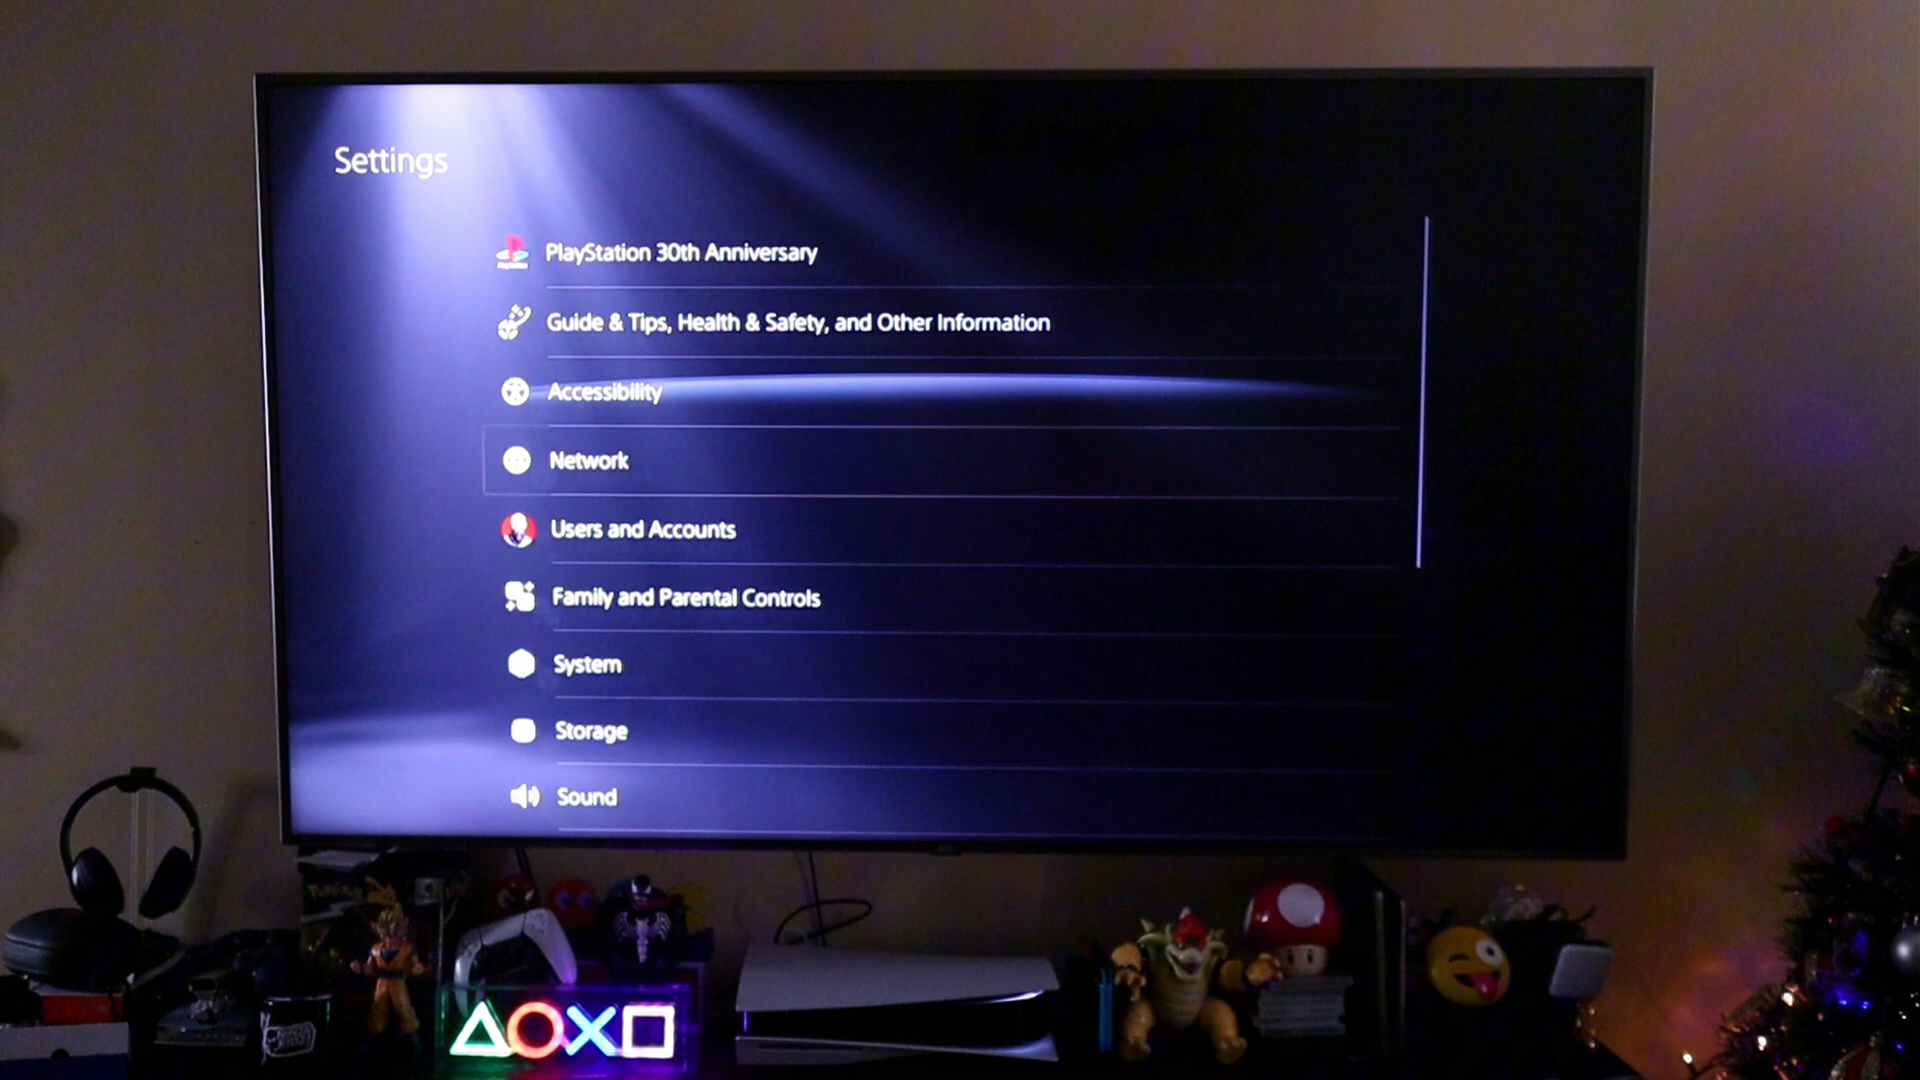 Settings
PlayStation 30th Anniversary
Guide & Tips, Health & Safety, and Other Information
Accessibility
Network
Users and Accounts
Family and Parental Controls
System
Storage
Sound